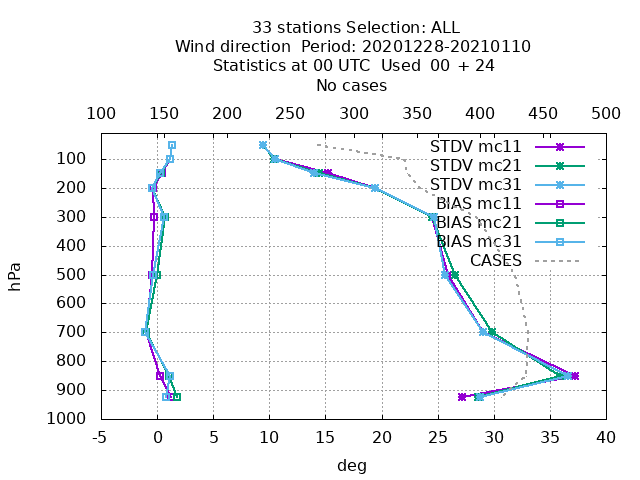 33 stations Selection: ALL
Wind direction  Period: 20201228-20210110
Statistics at 00 UTC  Used  00 + 24
No cases
100 150 200 250 300 350 400 450 500
STDV mc11
STDV mc21
STDV mc31
BIAS mc11
BIAS mc21
BIAS mc31
CASES
100
200
300
400
500
600
700
800
900
1000
hPa
-5 0 5 10 15 20 25 30 35 40
deg